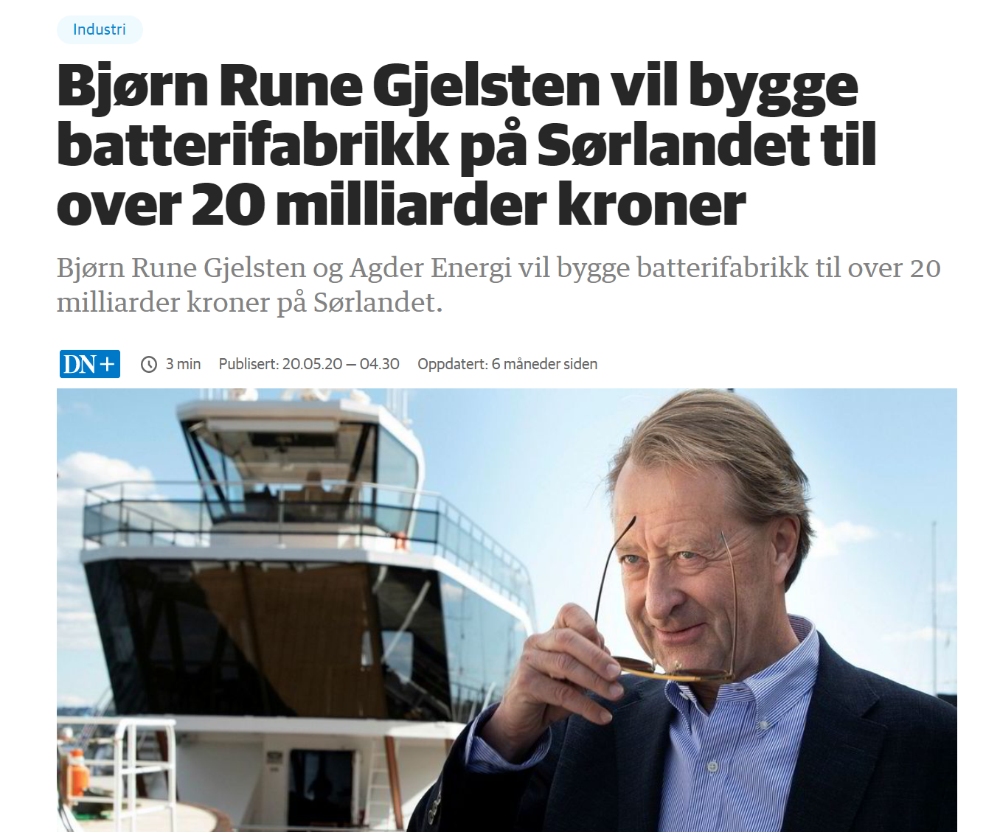 Industri
Bjørn Rune Gjelsten vil bygge
batterifabrikk på Sørlandet til
over 20 milliarder kroner
Bjørn Rune Gjelsten og Agder Energi vil bygge batterifabrikk til over 20
milliarder kroner på Sørlandet.
DN+ 3 min Publisert: 20.05.20 — 04.30 Oppdatert: 6 måneder siden